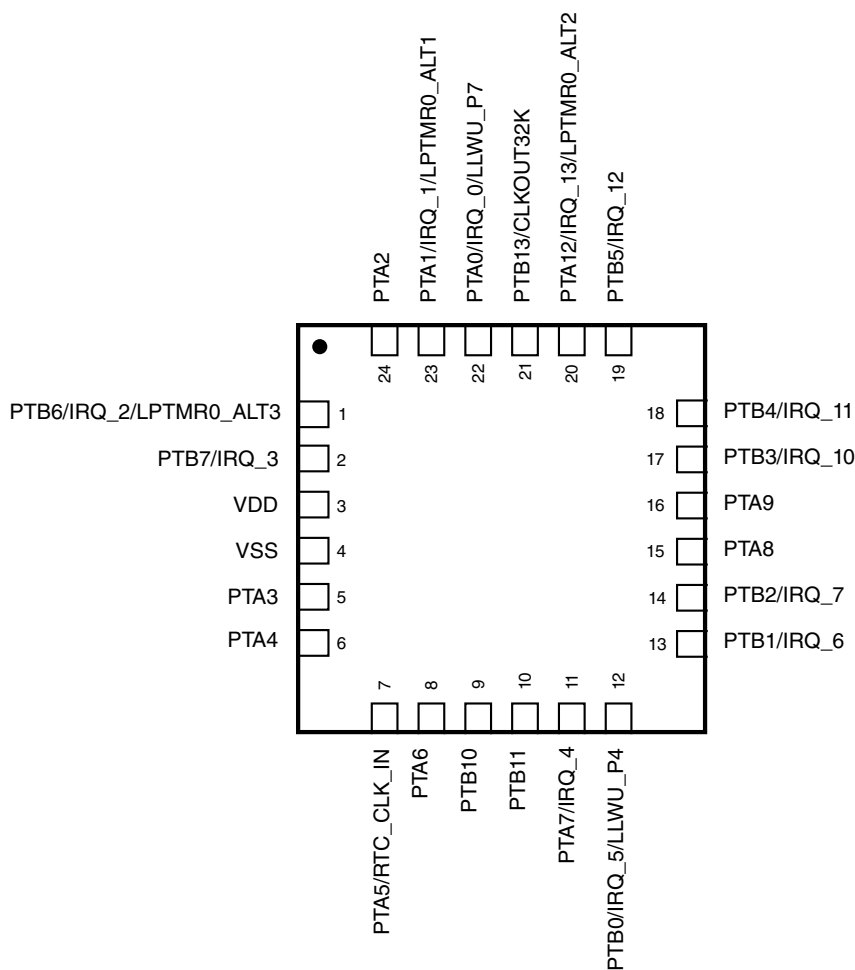 PTA2
PTA1/IRQ_1/LPTMR0_ALT1
PTA0/IRQ_0/LLWU_P7
PTB13/CLKOUT32K
PTA12/IRQ_13/LPTMR0_ALT2
PTB5/IRQ_12
24
23
22
21
20
19
PTB6/IRQ_2/LPTMR0_ALT3 1
PTB7/IRQ_3 2
VDD 3
VSS 4
PTA3 5
PTA4 6
18 PTB4/IRQ_11
17 PTB3/IRQ_10
16 PTA9
15 PTA8
14 PTB2/IRQ_7
13 PTB1/IRQ_6
7
8
9
10
11
12
PTA5/RTC_CLK_IN
PTA6
PTB10
PTB11
PTA7/IRQ_4
PTB0/IRQ_5/LLWU_P4